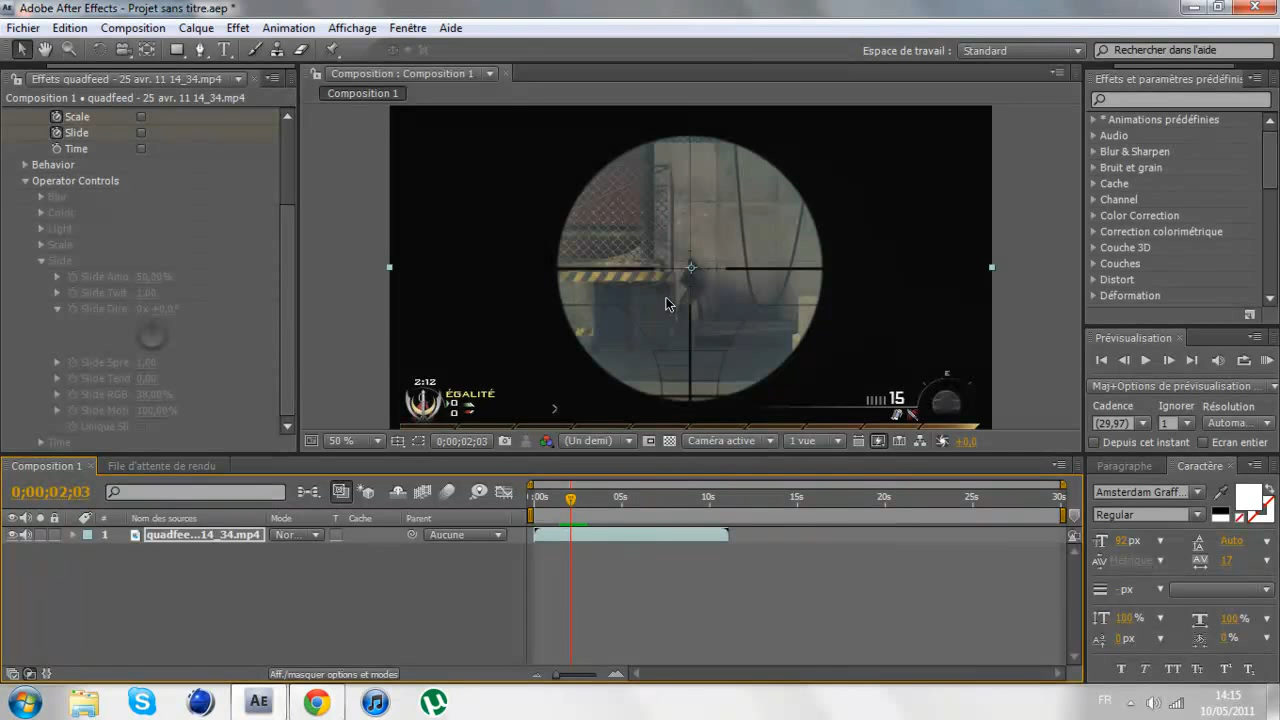 Adobe After Effects - Projet sans titre.aep *
Fichier Edition Composition Calque Effet Animation Affichage Fenêtre Aide
Espace de travail : Standard Rechercher dans l'aide
Effets quadfeed - 25 avr. 11 14_34.mp4
Composition 1 • quadfeed - 25 avr. 11 14_34.mp4
Scale
Slide
Time
Behavior
Operator Controls
Blur
Color
Light
Scale
Slide
Slide Amo 50,00%
Slide Twit 1,00
Slide Dire 0x+0,0°
Slide Spre 1,00
Slide Tend 0,00
Slide RGB 38,00%
Slide Moti 100,00%
Unique Sli
Time
Composition : Composition 1
Composition 1
2:12
ÉGALITÉ
0
0
15
E
50 % 0;00;02;03 (Un demi) Caméra active 1 vue +0,0
Effets et paramètres prédéfinis
* Animations prédéfinies
Audio
Blur & Sharpen
Bruit et grain
Cache
Channel
Color Correction
Correction colorimétrique
Couche 3D
Couches
Distort
Déformation
Prévisualisation
Maj+Options de prévisualisation
Cadence Ignorer Résolution
(29,97) 1 Automa...
Depuis cet instant Ecran entier
Composition 1 File d'attente de rendu
0;00;02;03
:00s 05s 10s 15s 20s 25s 30s
# Nom des sources Mode T Cache Parent
1 quadfee...14_34.mp4 Nor... Aucune
Aff./masquer options et modes
Paragraphe Caractère
Amsterdam Graff...
Regular
92 px Auto
Métrique 17
- px
100 % 100 %
0 px 0 %
T T TT Tt T¹ T₁
FR 14:15
10/05/2011